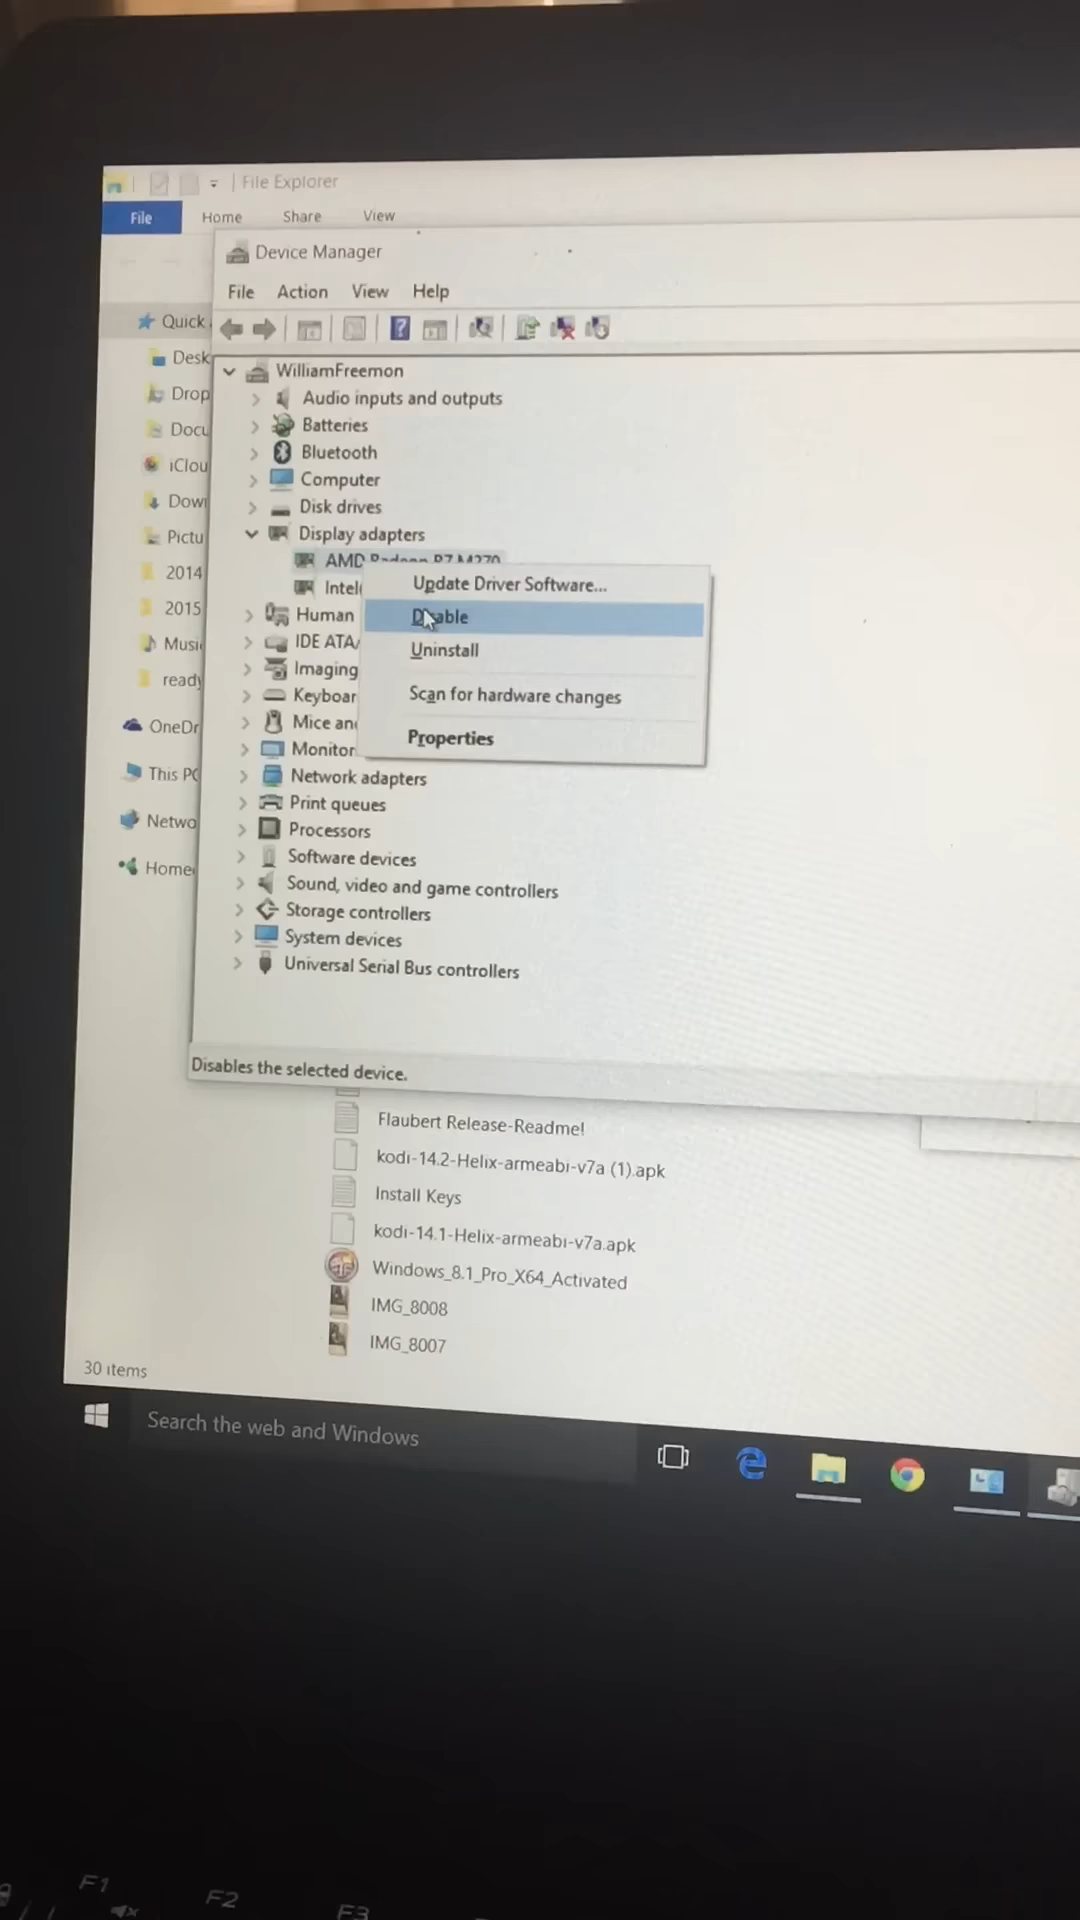 File Explorer
File Home Share View
Device Manager
File Action View Help
Quick
Desk
Drop
Docu
iClou
Dowr
Pictu
2014
2015
Music
ready
OneDr
This PC
Netwo
Home
WilliamFreemon
Audio inputs and outputs
Batteries
Bluetooth
Computer
Disk drives
Display adapters
AMD Radeon R7 M270
Intel
Human
IDE ATA/
Imaging
Keyboar
Mice an
Monitor
Network adapters
Print queues
Processors
Software devices
Sound, video and game controllers
Storage controllers
System devices
Universal Serial Bus controllers
Update Driver Software...
Disable
Uninstall
Scan for hardware changes
Properties
Disables the selected device.
Flaubert Release-Readme!
kodi-14.2-Helix-armeabi-v7a (1).apk
Install Keys
kodi-14.1-Helix-armeabi-v7a.apk
Windows_8.1_Pro_X64_Activated
IMG_8008
IMG_8007
30 items
Search the web and Windows
F1
F2
F3